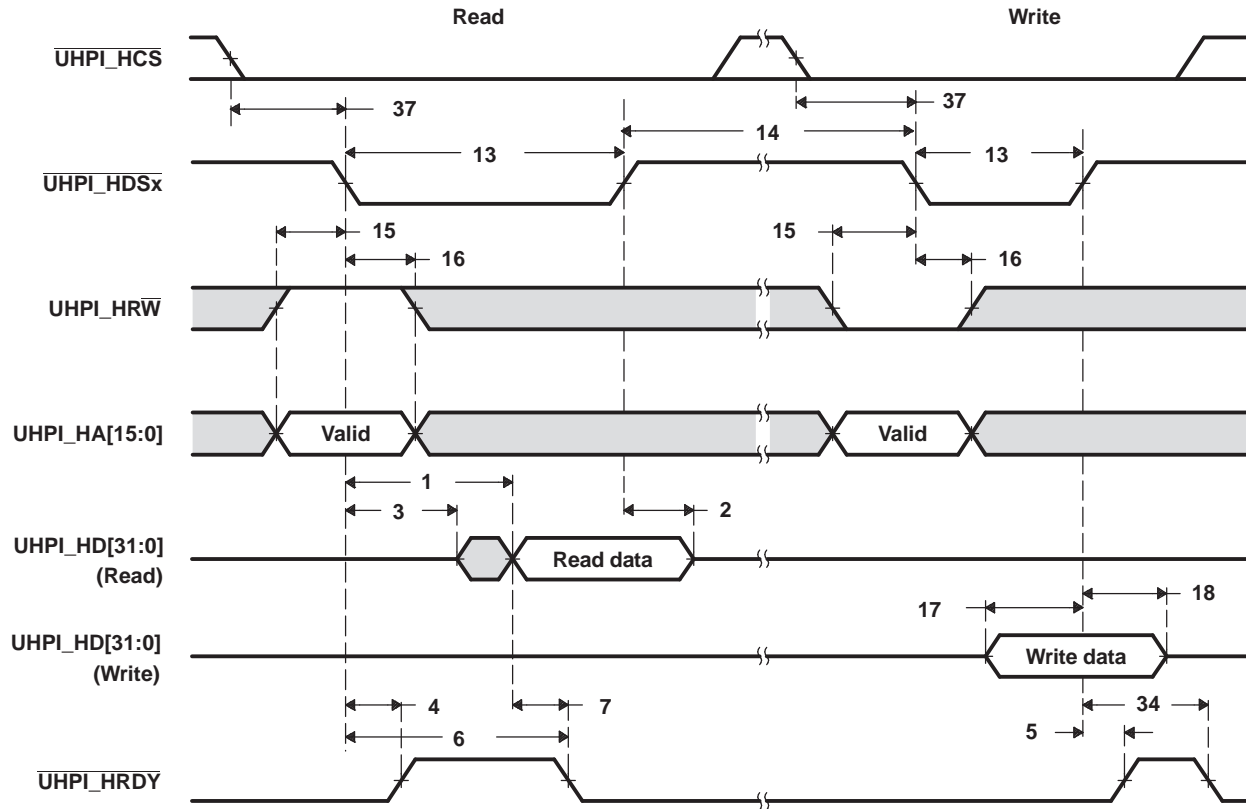 Read Write
UHPI_HCS
37 37
14
13 13
UHPI_HDSx
15 15
16 16
UHPI_HRW
UHPI_HA[15:0] Valid Valid
1
3 2
UHPI_HD[31:0] Read data
(Read)
17 18
UHPI_HD[31:0]
(Write) Write data
4 7 34
6 5
UHPI_HRDY